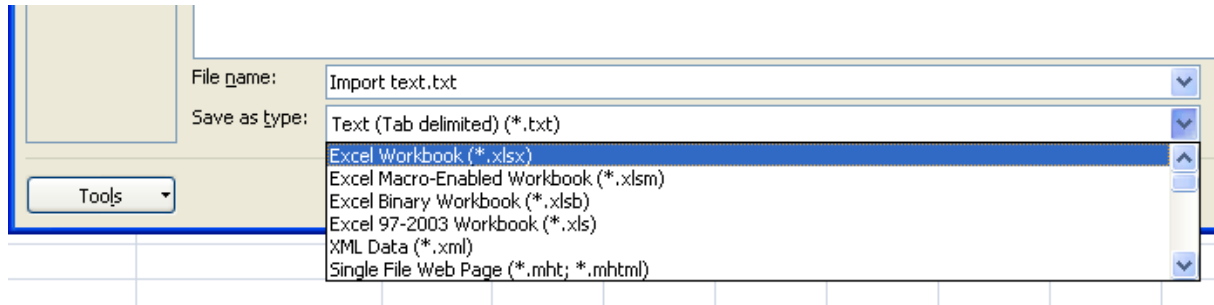 File name: Import text.txt
Save as type: Text (Tab delimited) (*.txt)
Excel Workbook (*.xlsx)
Excel Macro-Enabled Workbook (*.xlsm)
Excel Binary Workbook (*.xlsb)
Excel 97-2003 Workbook (*.xls)
XML Data (*.xml)
Single File Web Page (*.mht; *.mhtml)
Tools